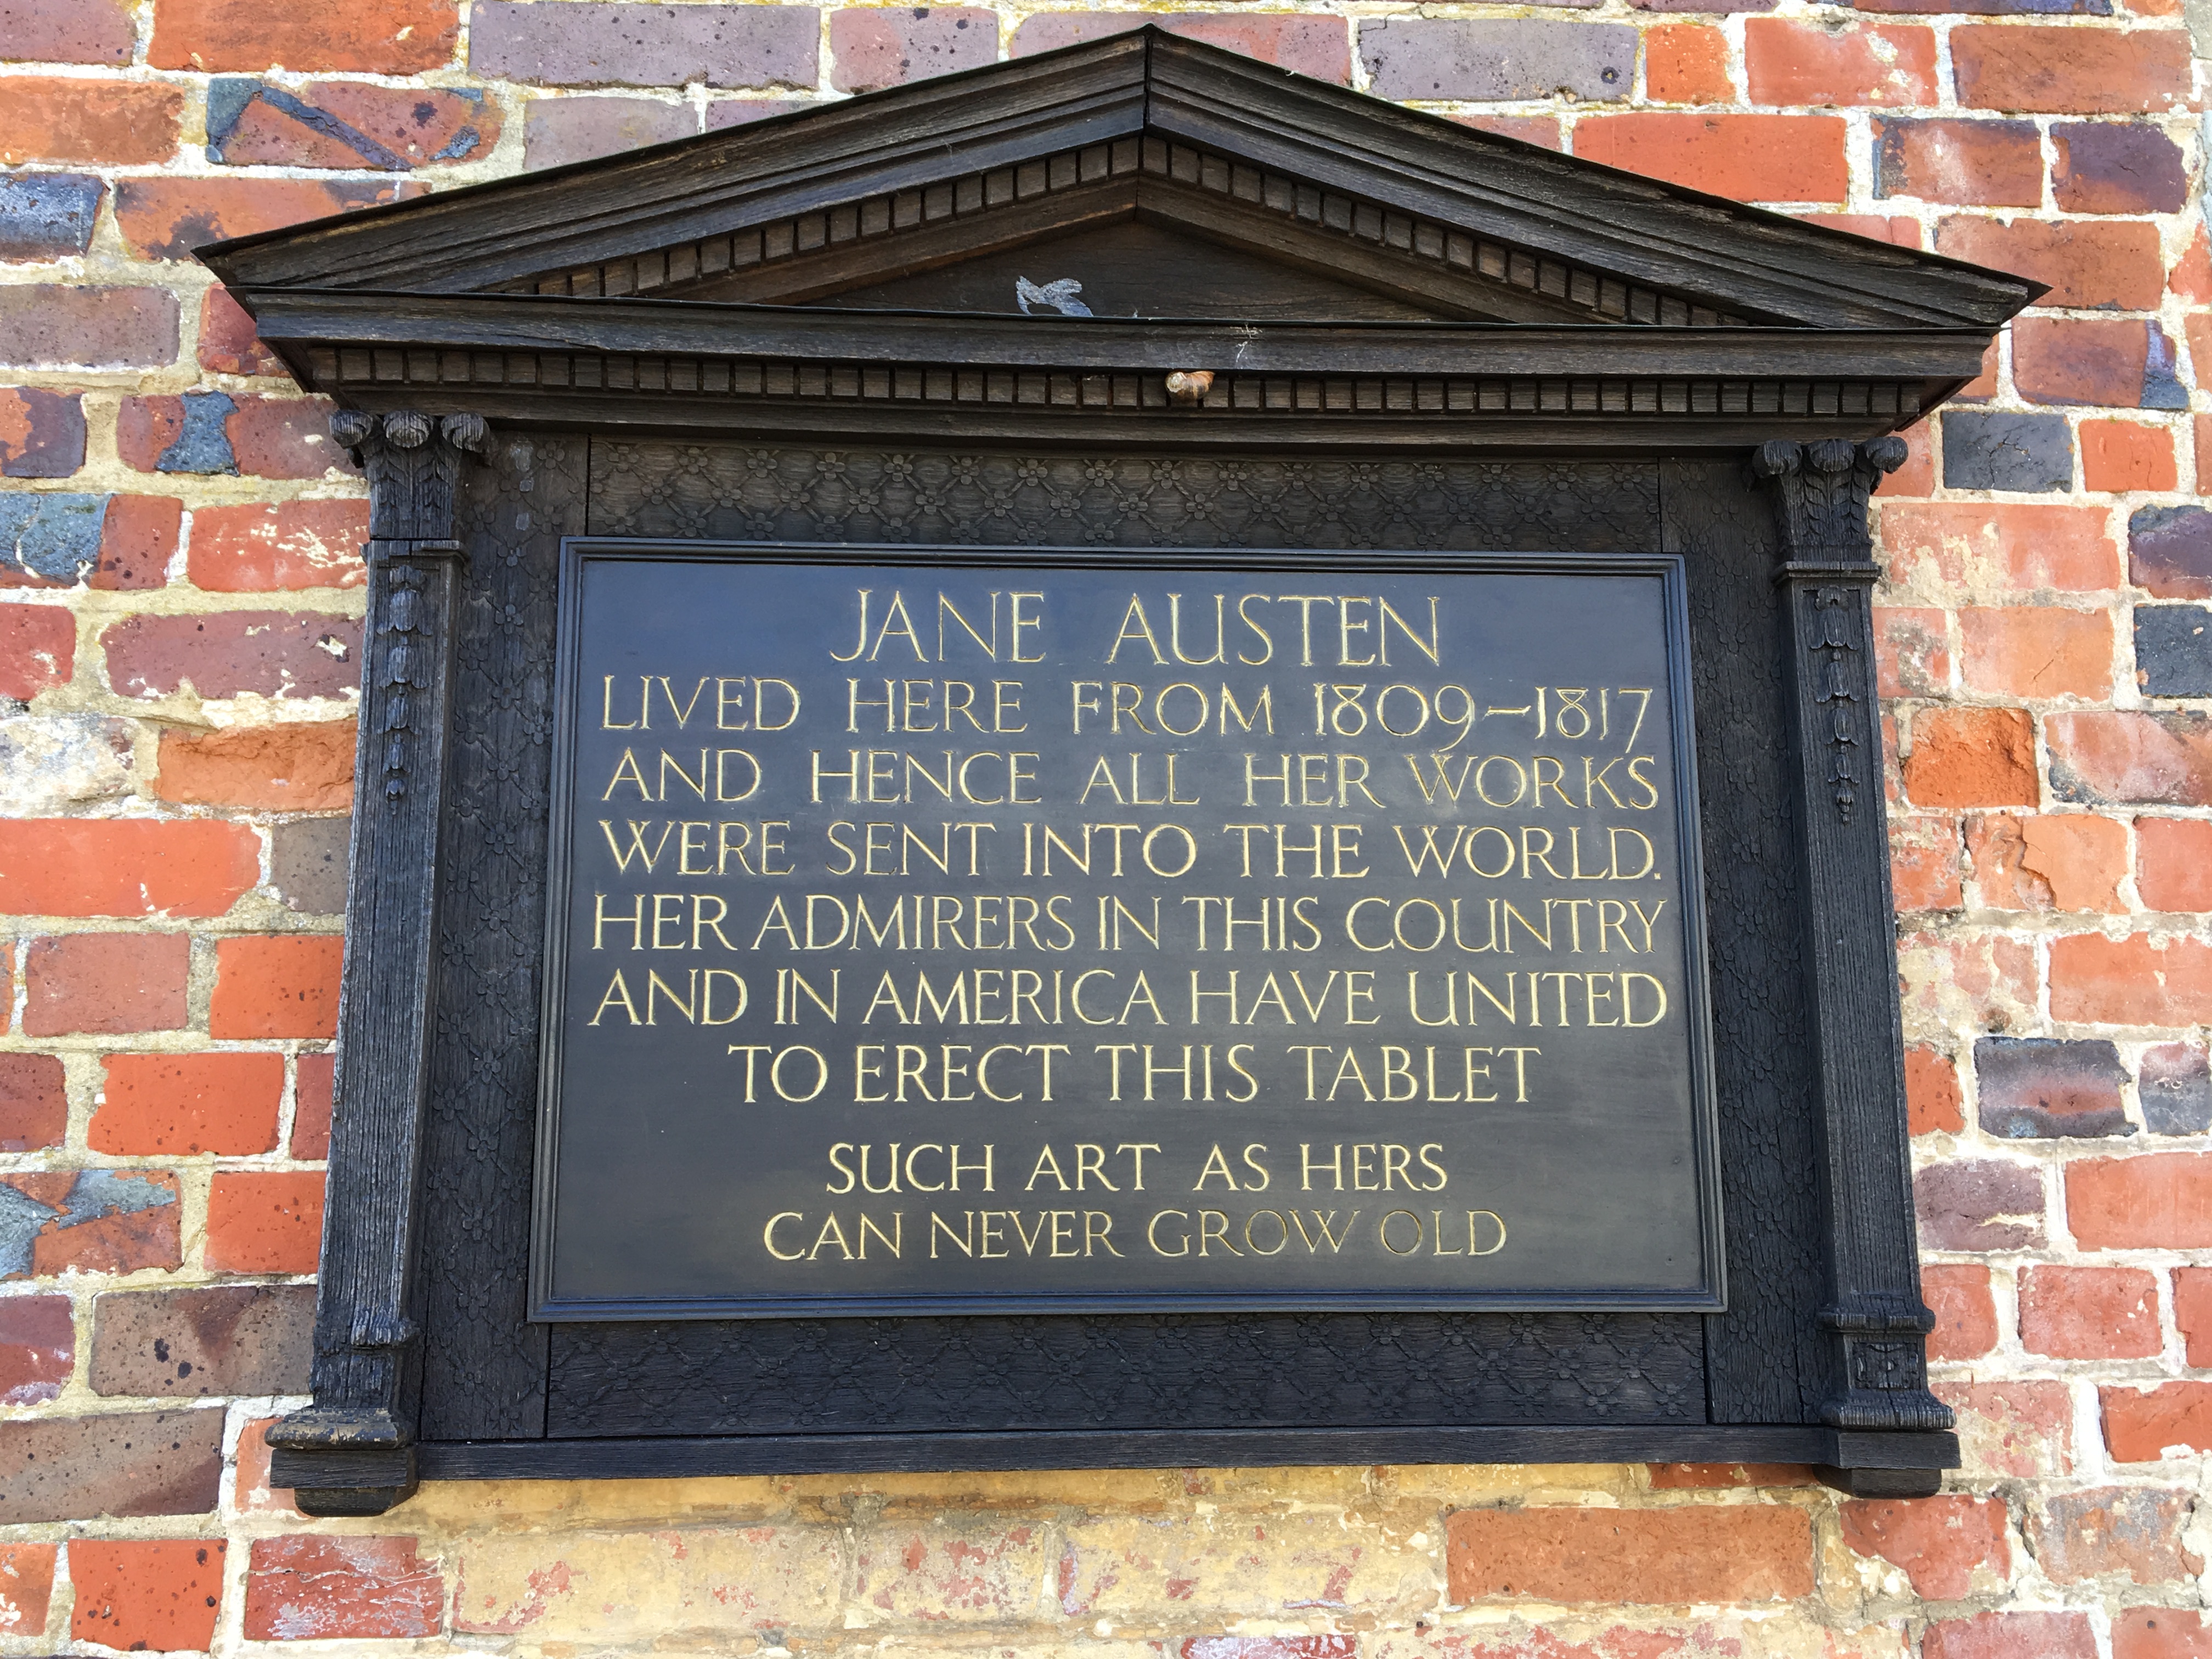 JANE AUSTEN
LIVED HERE FROM 1809-1817
AND HENCE ALL HER WORKS
WERE SENT INTO THE WORLD.
HER ADMIRERS IN THIS COUNTRY
AND IN AMERICA HAVE UNITED
TO ERECT THIS TABLET
SUCH ART AS HERS
CAN NEVER GROW OLD